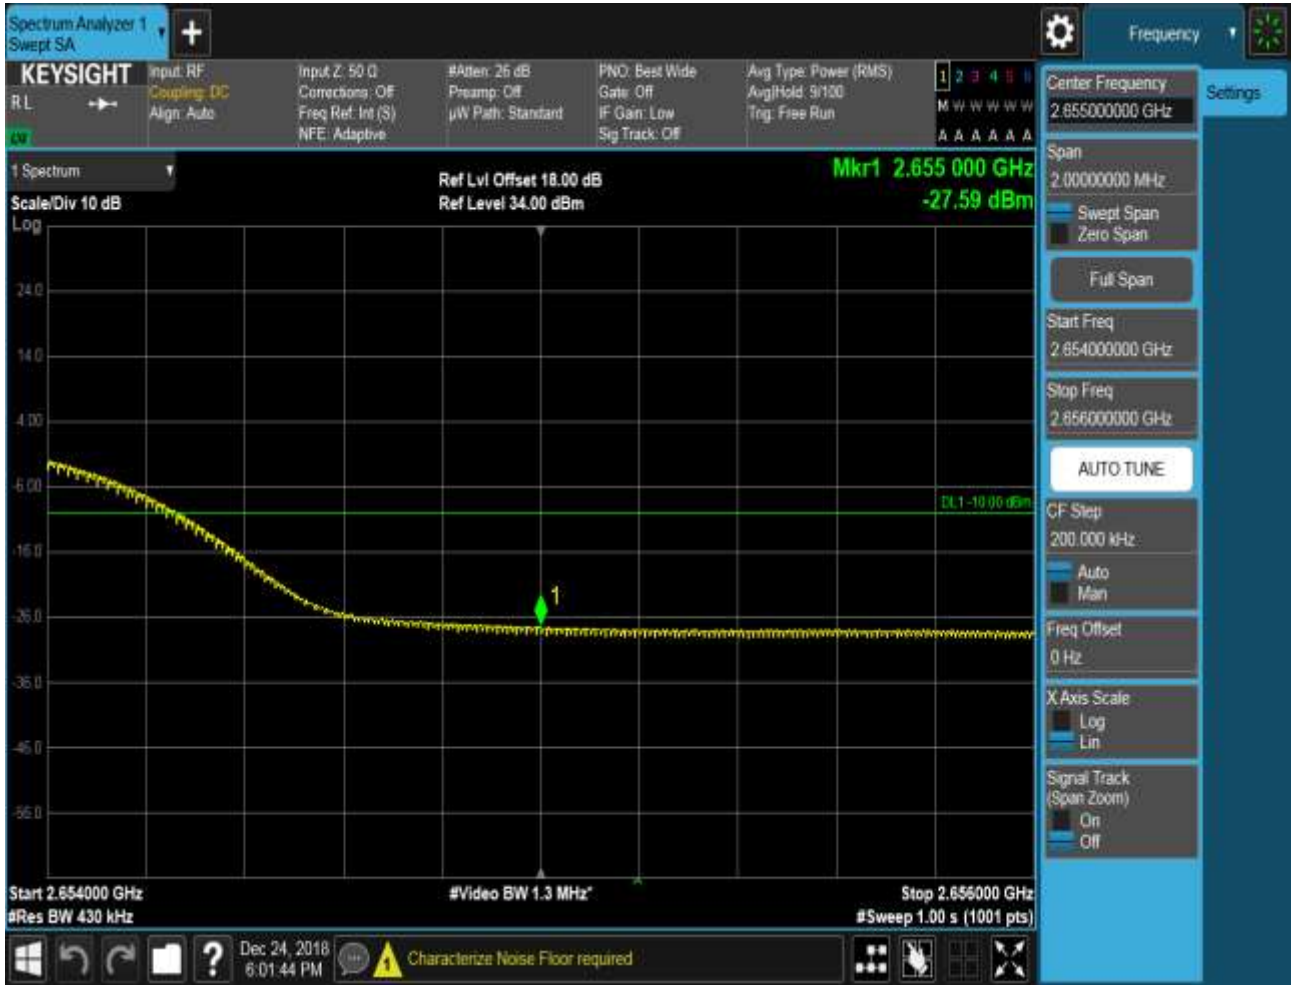 Spectrum Analyzer 1
Swept SA
Frequency
KEYSIGHT
R L
Input: RF
Coupling: DC
Align: Auto
Input Z: 50 Ω
Corrections: Off
Freq Ref: Int (S)
NFE: Adaptive
#Atten: 26 dB
Preamp: Off
µW Path: Standard
PNO: Best Wide
Gate: Off
IF Gain: Low
Sig Track: Off
Avg Type: Power (RMS)
Avg|Hold: 9/100
Trig: Free Run
1 2 3 4 5 6
M W W W W W
A A A A A A
1 Spectrum
Scale/Div 10 dB
Log
Ref Lvl Offset 18.00 dB
Ref Level 34.00 dBm
Mkr1 2.655 000 GHz
-27.59 dBm
24.0
14.0
4.00
-6.00
-16.0
-26.0
-36.0
-46.0
-56.0
DL1 -10.00 dBm
1
Start 2.654000 GHz
#Res BW 430 kHz
#Video BW 1.3 MHz*
Stop 2.656000 GHz
#Sweep 1.00 s (1001 pts)
Center Frequency
2.655000000 GHz
Settings
Span
2.00000000 MHz
Swept Span
Zero Span
Full Span
Start Freq
2.654000000 GHz
Stop Freq
2.656000000 GHz
AUTO TUNE
CF Step
200.000 kHz
Auto
Man
Freq Offset
0 Hz
X Axis Scale
Log
Lin
Signal Track
(Span Zoom)
On
Off
?
Dec 24, 2018
6:01:44 PM
Characterize Noise Floor required